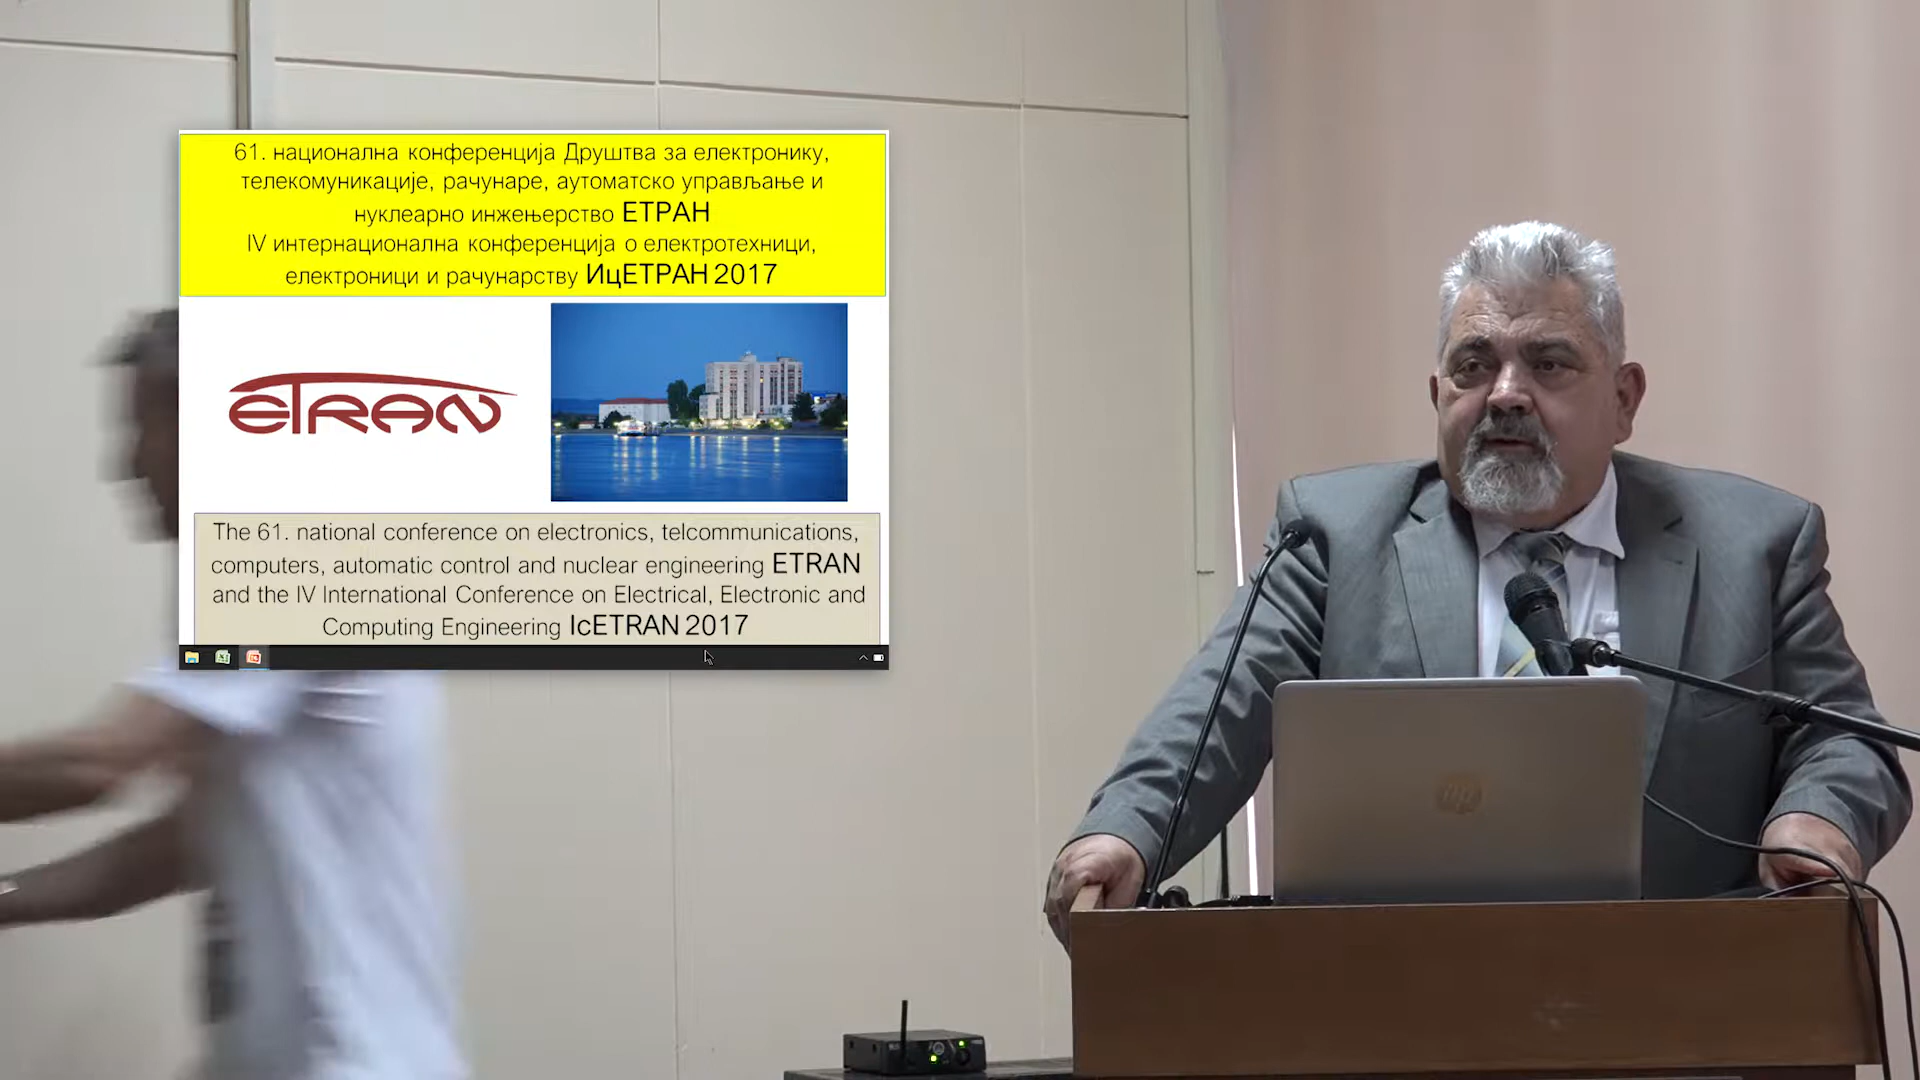 61. национална конференција Друштва за електронику,
телекомуникације, рачунаре, аутоматско управљање и
нуклеарно инжењерство ЕТРАН
IV интернационална конференција о електротехници,
електроници и рачунарству ИцЕТРАН 2017
eTRAN
The 61. national conference on electronics, telcommunications,
computers, automatic control and nuclear engineering ETRAN
and the IV International Conference on Electrical, Electronic and
Computing Engineering IcETRAN 2017
hp